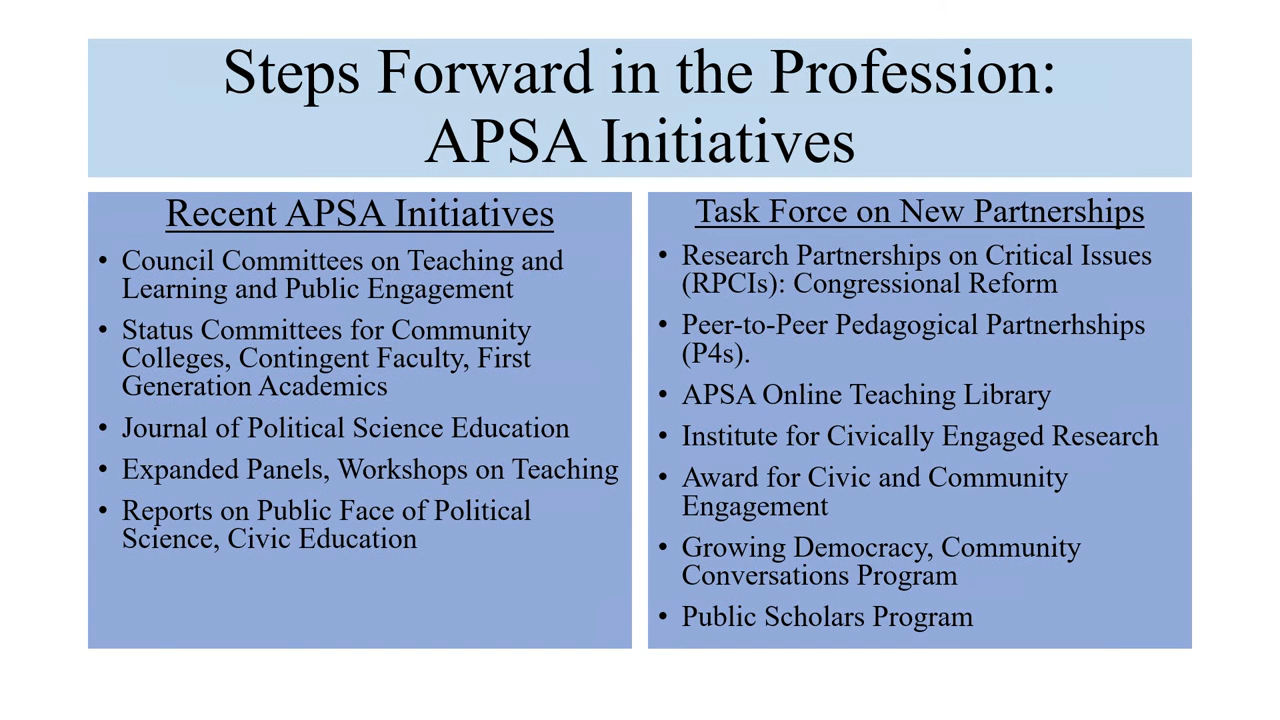 Steps Forward in the Profession:
APSA Initiatives
Recent APSA Initiatives
• Council Committees on Teaching and
Learning and Public Engagement
• Status Committees for Community
Colleges, Contingent Faculty, First
Generation Academics
• Journal of Political Science Education
• Expanded Panels, Workshops on Teaching
• Reports on Public Face of Political
Science, Civic Education
Task Force on New Partnerships
• Research Partnerships on Critical Issues
(RPCIs): Congressional Reform
• Peer-to-Peer Pedagogical Partnerhships
(P4s).
• APSA Online Teaching Library
• Institute for Civically Engaged Research
• Award for Civic and Community
Engagement
• Growing Democracy, Community
Conversations Program
• Public Scholars Program